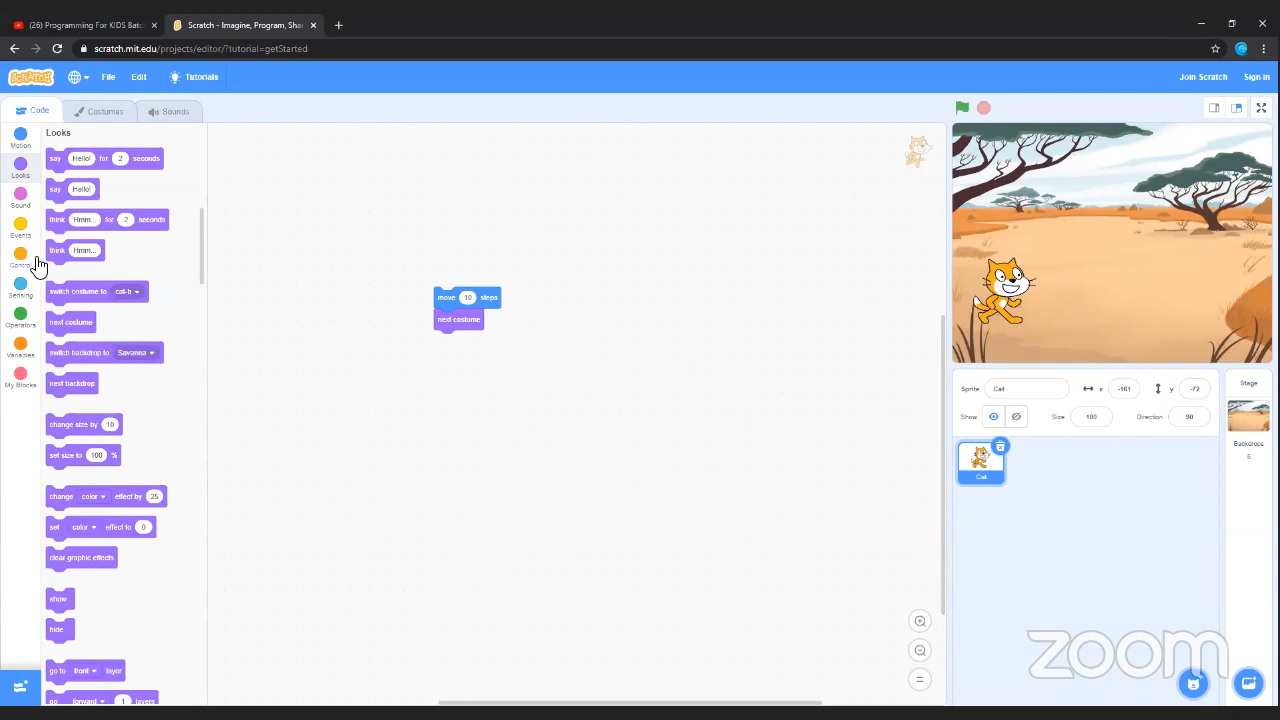 (26) Programming For KIDS Batc
Scratch - Imagine, Program, Sha
scratch.mit.edu/projects/editor/?tutorial=getStarted
SCRATCH
File
Edit
Tutorials
Join Scratch
Sign in
Code
Costumes
Sounds
Motion
Looks
Sound
Events
Control
Sensing
Operators
Variables
My Blocks
Looks
say Hello! for 2 seconds
say Hello!
think Hmm... for 2 seconds
think Hmm...
switch costume to cat-b
next costume
switch backdrop to Savanna
next backdrop
change size by 10
set size to 100 %
change color effect by 25
set color effect to 0
clear graphic effects
show
hide
go to front layer
go forward 1 layers
move 10 steps
next costume
Sprite
Cat
x
-161
y
-72
Show
Size
100
Direction
90
Cat
Stage
Backdrops
5
zoom